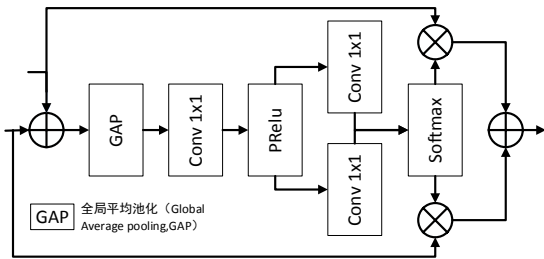 GAP
Conv 1x1
PRelu
Conv 1x1
Conv 1x1
Softmax
GAP
全局平均池化（Global
Average pooling,GAP）